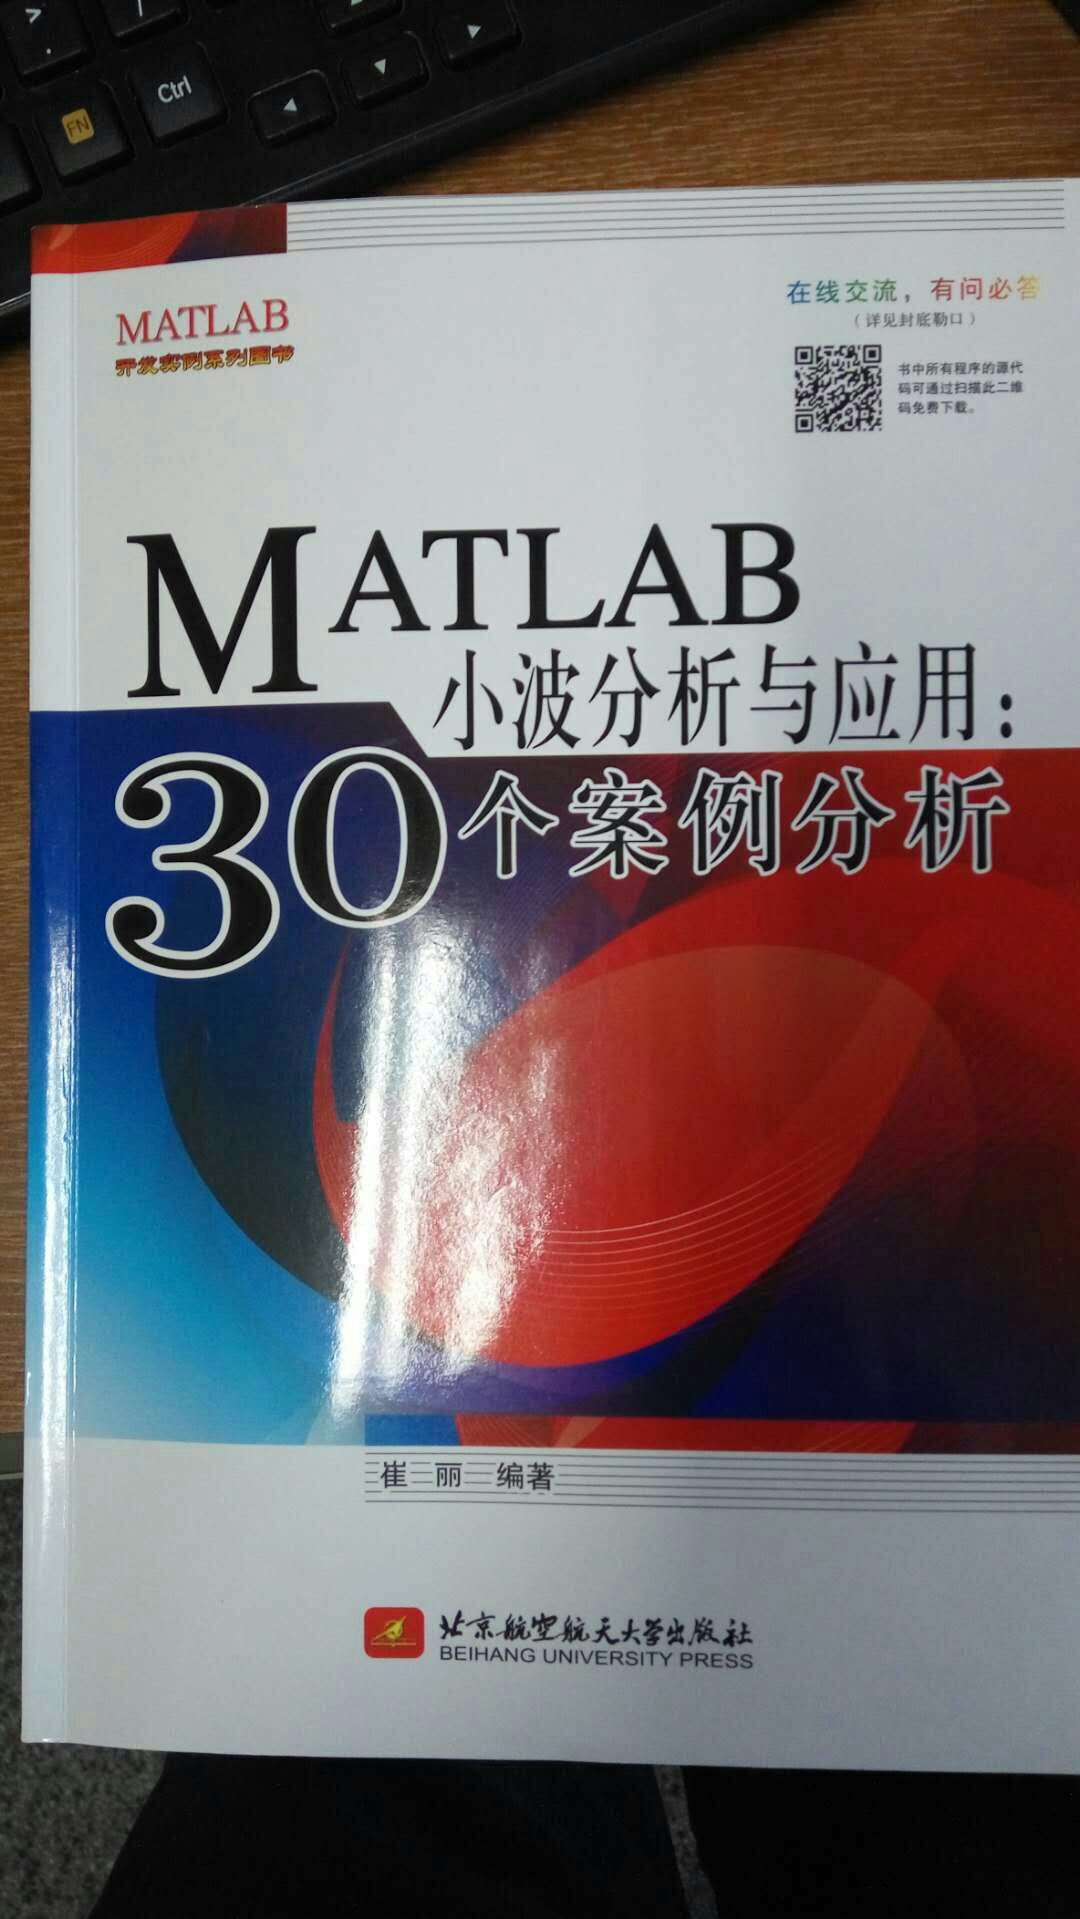 Ctrl
FN
MATLAB
开发实例系列图书
在线交流，有问必答
（详见封底勒口）
书中所有程序的源代
码可通过扫描此二维
码免费下载。
MATLAB
小波分析与应用：
30个案例分析
崔丽 编著
北京航空航天大学出版社
BEIHANG UNIVERSITY PRESS